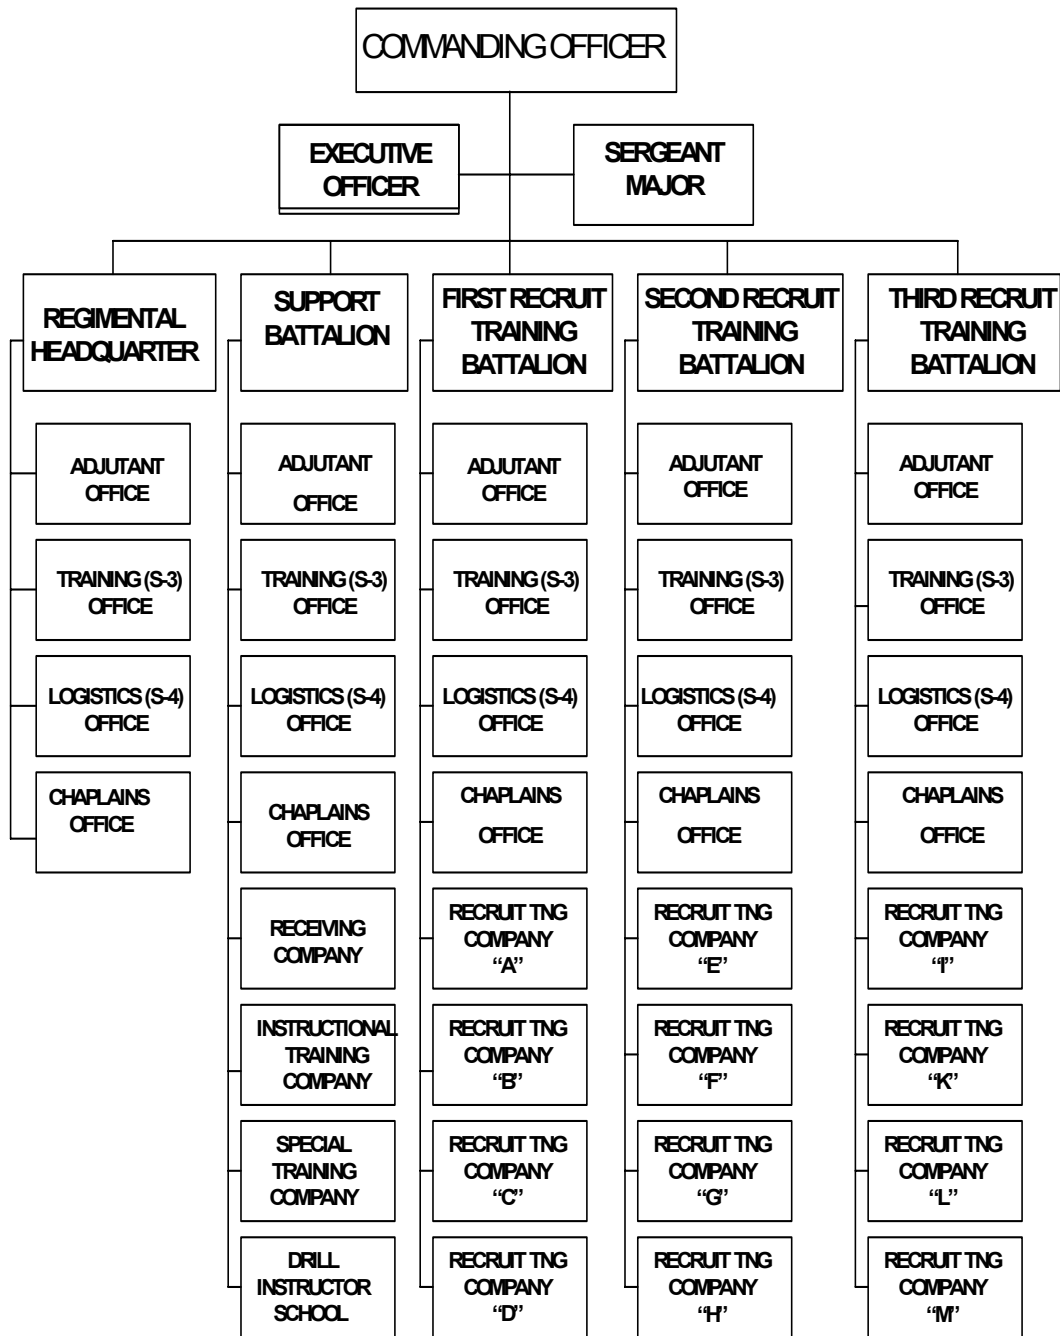 COMMANDING OFFICER
EXECUTIVE
OFFICER
SERGEANT
MAJOR
REGIMENTAL
HEADQUARTER
SUPPORT
BATTALION
FIRST RECRUIT
TRAINING
BATTALION
SECOND RECRUIT
TRAINING
BATTALION
THIRD RECRUIT
TRAINING
BATTALION
ADJUTANT
OFFICE
ADJUTANT
OFFICE
ADJUTANT
OFFICE
ADJUTANT
OFFICE
ADJUTANT
OFFICE
TRAINING (S-3)
OFFICE
TRAINING (S-3)
OFFICE
TRAINING (S-3)
OFFICE
TRAINING (S-3)
OFFICE
TRAINING (S-3)
OFFICE
LOGISTICS (S-4)
OFFICE
LOGISTICS (S-4)
OFFICE
LOGISTICS (S-4)
OFFICE
LOGISTICS (S-4)
OFFICE
LOGISTICS (S-4)
OFFICE
CHAPLAINS
OFFICE
CHAPLAINS
OFFICE
CHAPLAINS
OFFICE
CHAPLAINS
OFFICE
CHAPLAINS
OFFICE
RECEIVING
COMPANY
RECRUIT TNG
COMPANY
“A”
RECRUIT TNG
COMPANY
“E”
RECRUIT TNG
COMPANY
“I”
INSTRUCTIONAL
TRAINING
COMPANY
RECRUIT TNG
COMPANY
“B”
RECRUIT TNG
COMPANY
“F”
RECRUIT TNG
COMPANY
“K”
SPECIAL
TRAINING
COMPANY
RECRUIT TNG
COMPANY
“C”
RECRUIT TNG
COMPANY
“G”
RECRUIT TNG
COMPANY
“L”
DRILL
INSTRUCTOR
SCHOOL
RECRUIT TNG
COMPANY
“D”
RECRUIT TNG
COMPANY
“H”
RECRUIT TNG
COMPANY
“M”